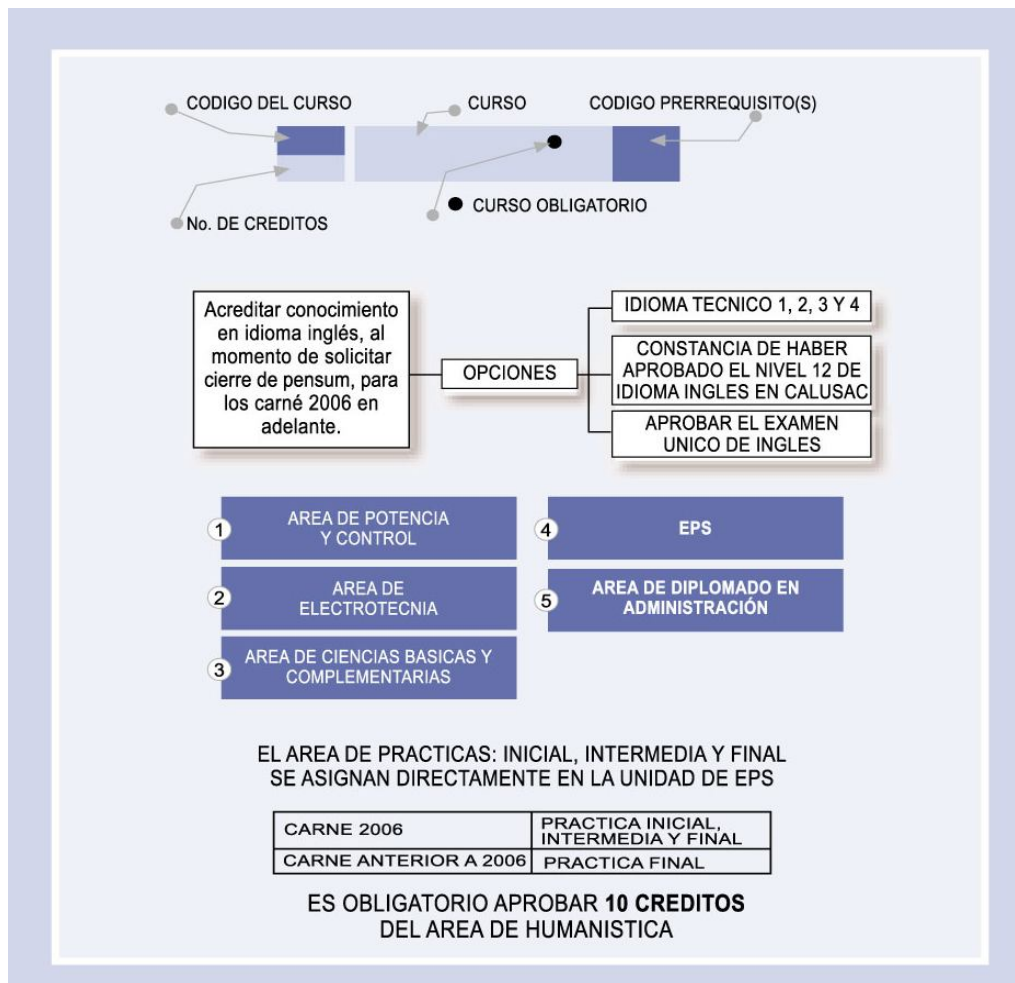 CODIGO DEL CURSO
CURSO
CODIGO PRERREQUISITO(S)
CURSO OBLIGATORIO
No. DE CREDITOS
Acreditar conocimiento
en idioma inglés, al
momento de solicitar
cierre de pensum, para
los carné 2006 en
adelante.
OPCIONES
IDIOMA TECNICO 1, 2, 3 Y 4
CONSTANCIA DE HABER
APROBADO EL NIVEL 12 DE
IDIOMA INGLES EN CALUSAC
APROBAR EL EXAMEN
UNICO DE INGLES
1
AREA DE POTENCIA
Y CONTROL
2
AREA DE
ELECTROTECNIA
3
AREA DE CIENCIAS BASICAS Y
COMPLEMENTARIAS
4
EPS
5
AREA DE DIPLOMADO EN
ADMINISTRACIÓN
EL AREA DE PRACTICAS: INICIAL, INTERMEDIA Y FINAL
SE ASIGNAN DIRECTAMENTE EN LA UNIDAD DE EPS
CARNE 2006
PRACTICA INICIAL,
INTERMEDIA Y FINAL
CARNE ANTERIOR A 2006
PRACTICA FINAL
ES OBLIGATORIO APROBAR 10 CREDITOS
DEL AREA DE HUMANISTICA